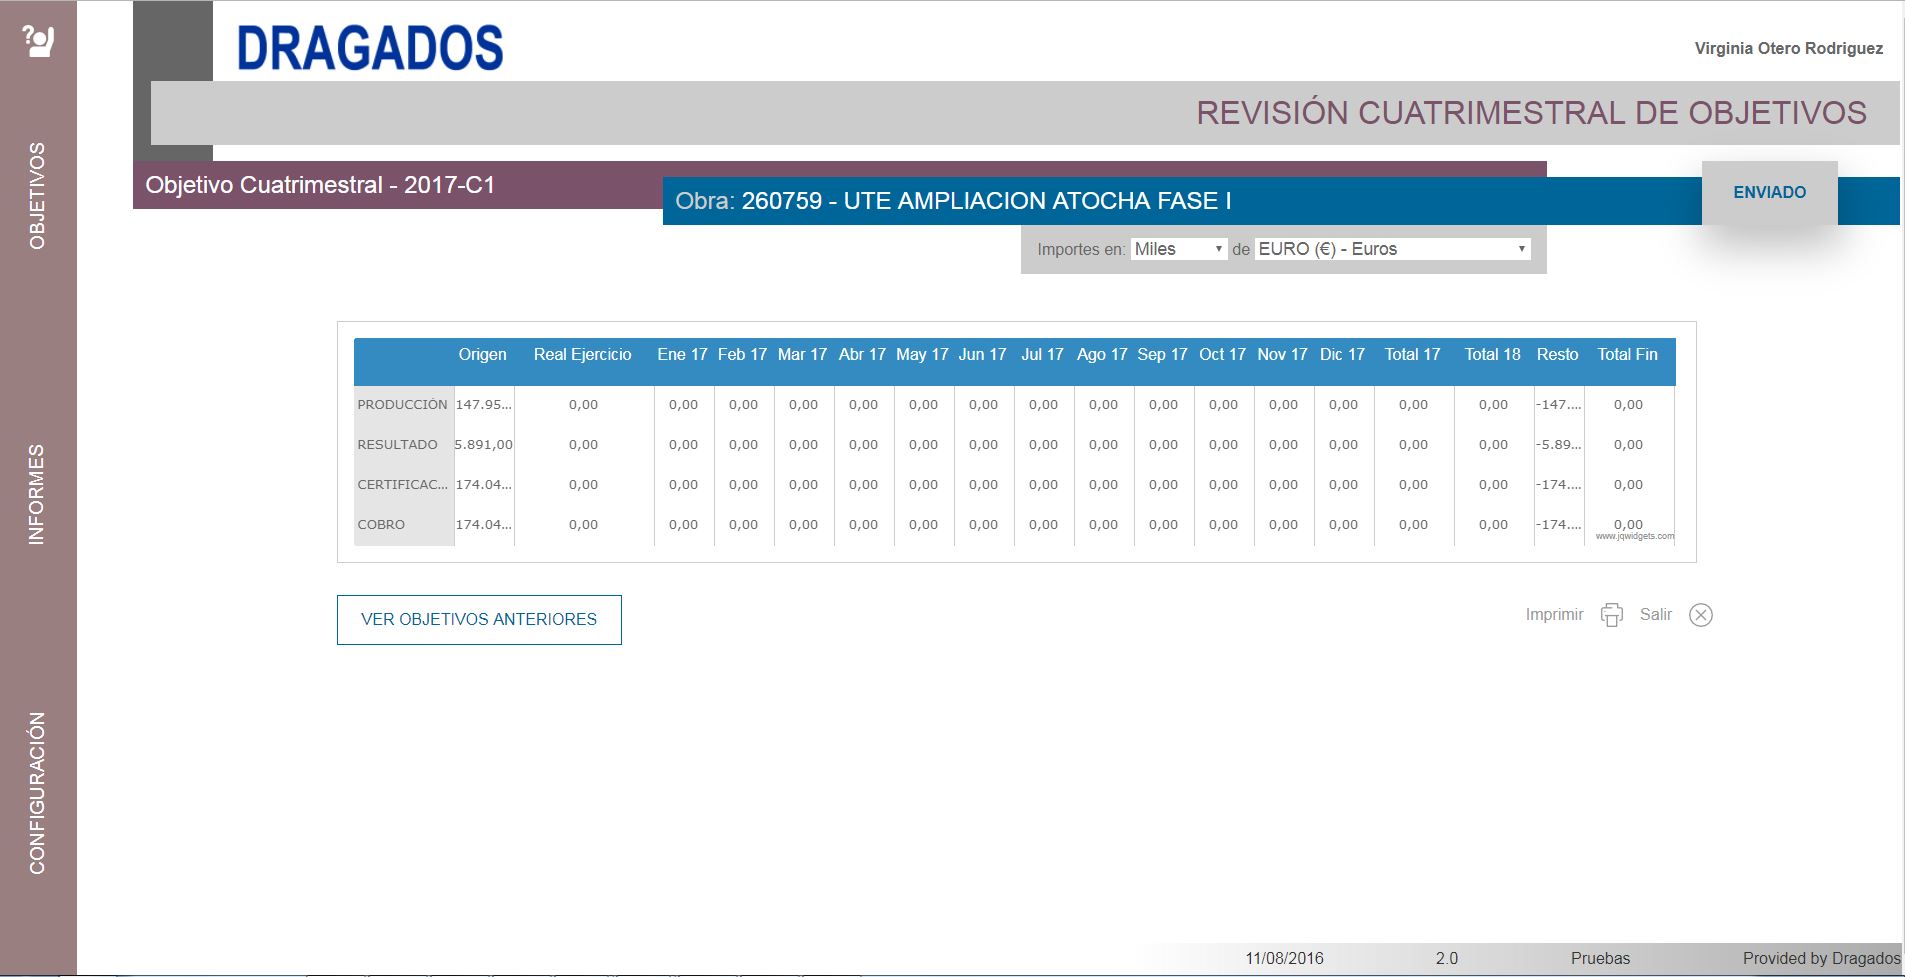 DRAGADOS
Virginia Otero Rodriguez
REVISIÓN CUATRIMESTRAL DE OBJETIVOS
Objetivo Cuatrimestral - 2017-C1
Obra: 260759 - UTE AMPLIACION ATOCHA FASE I
ENVIADO
Importes en: Miles de EURO (€) - Euros
OBJETIVOS
INFORMES
CONFIGURACIÓN
Origen Real Ejercicio Ene 17 Feb 17 Mar 17 Abr 17 May 17 Jun 17 Jul 17 Ago 17 Sep 17 Oct 17 Nov 17 Dic 17 Total 17 Total 18 Resto Total Fin
PRODUCCIÓN 147.95... 0,00 0,00 0,00 0,00 0,00 0,00 0,00 0,00 0,00 0,00 0,00 0,00 0,00 0,00 0,00 -147.... 0,00
RESULTADO 5.891,00 0,00 0,00 0,00 0,00 0,00 0,00 0,00 0,00 0,00 0,00 0,00 0,00 0,00 0,00 0,00 -5.89... 0,00
CERTIFICAC... 174.04... 0,00 0,00 0,00 0,00 0,00 0,00 0,00 0,00 0,00 0,00 0,00 0,00 0,00 0,00 0,00 -174.... 0,00
COBRO 174.04... 0,00 0,00 0,00 0,00 0,00 0,00 0,00 0,00 0,00 0,00 0,00 0,00 0,00 0,00 0,00 -174.... 0,00
www.jqwidgets.com
VER OBJETIVOS ANTERIORES
Imprimir Salir
11/08/2016 2.0 Pruebas Provided by Dragados